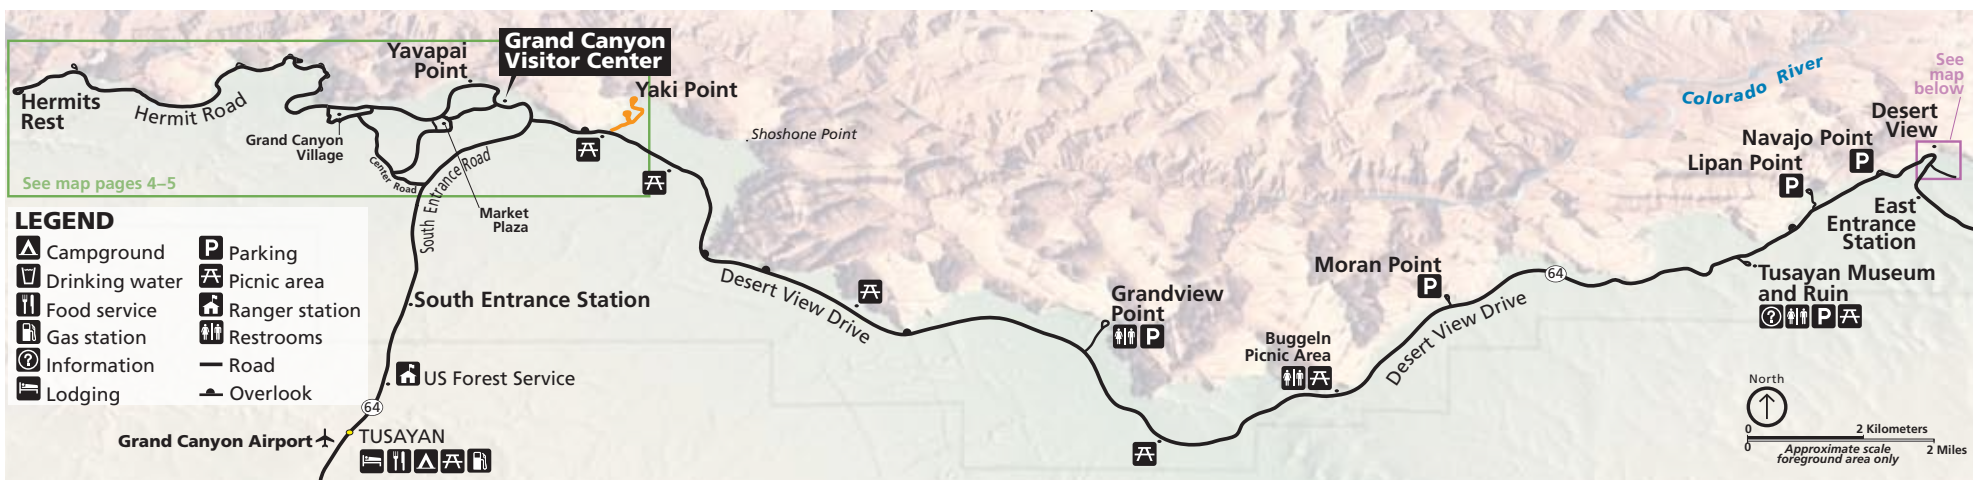 Hermits
Rest
Hermit Road
Yavapai
Point
Grand Canyon
Visitor Center
Yaki Point
Grand Canyon
Village
Center Road
South Entrance Road
Market
Plaza
See map pages 4–5
Shoshone Point
Colorado River
See
map
below
Desert
View
Navajo Point
P
Lipan Point
P
East
Entrance
Station
LEGEND
Campground
Drinking water
Food service
Gas station
? Information
Lodging
P Parking
Picnic area
Ranger station
Restrooms
Road
Overlook
South Entrance Station
US Forest Service
64
Grand Canyon Airport
TUSAYAN
Desert View Drive
Grandview
Point
P
Buggeln
Picnic Area
Moran Point
P
Desert View Drive
64
Tusayan Museum
and Ruin
? P
North
0 2 Kilometers
0 2 Miles
Approximate scale
foreground area only